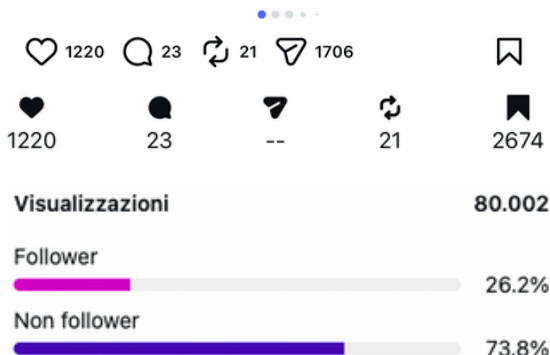 1220 23 21 1706
1220 23 -- 21 2674
Visualizzazioni 80.002
Follower
26.2%
Non follower
73.8%